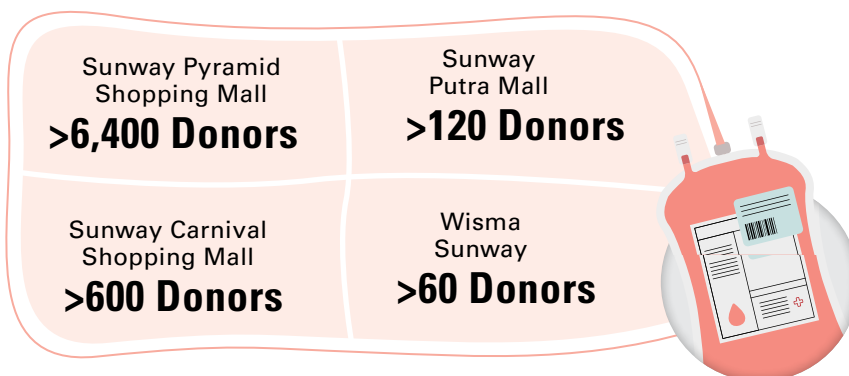 Sunway Pyramid
Shopping Mall
>6,400 Donors
Sunway
Putra Mall
>120 Donors
Sunway Carnival
Shopping Mall
>600 Donors
Wisma
Sunway
>60 Donors